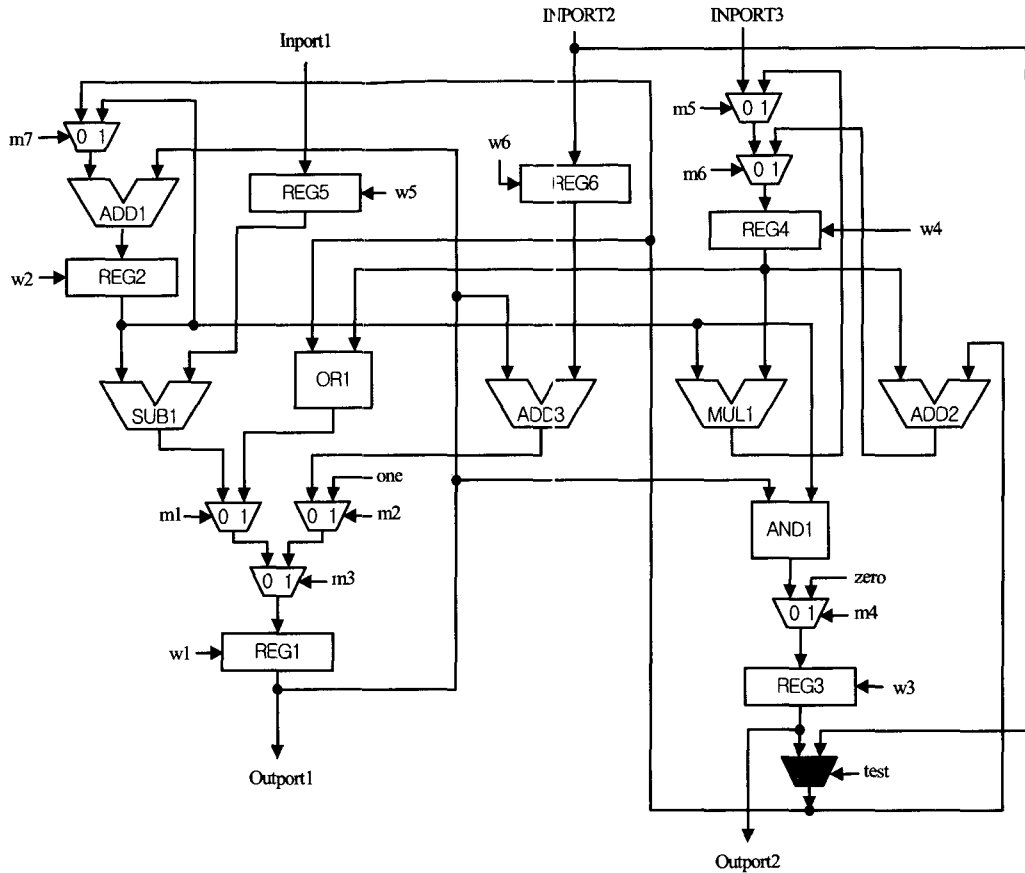 INPORT2
INPORT3
Inport1
m7
0 1
m5
0 1
w6
m6
0 1
ADD1
REG5
w5
REG6
REG4
w4
w2
REG2
OR1
SUB1
ADD3
MUL1
ADD2
one
m1
0 1
0 1
m2
AND1
m3
0 1
zero
0 1
m4
w1
REG1
REG3
w3
Outport1
test
Outport2